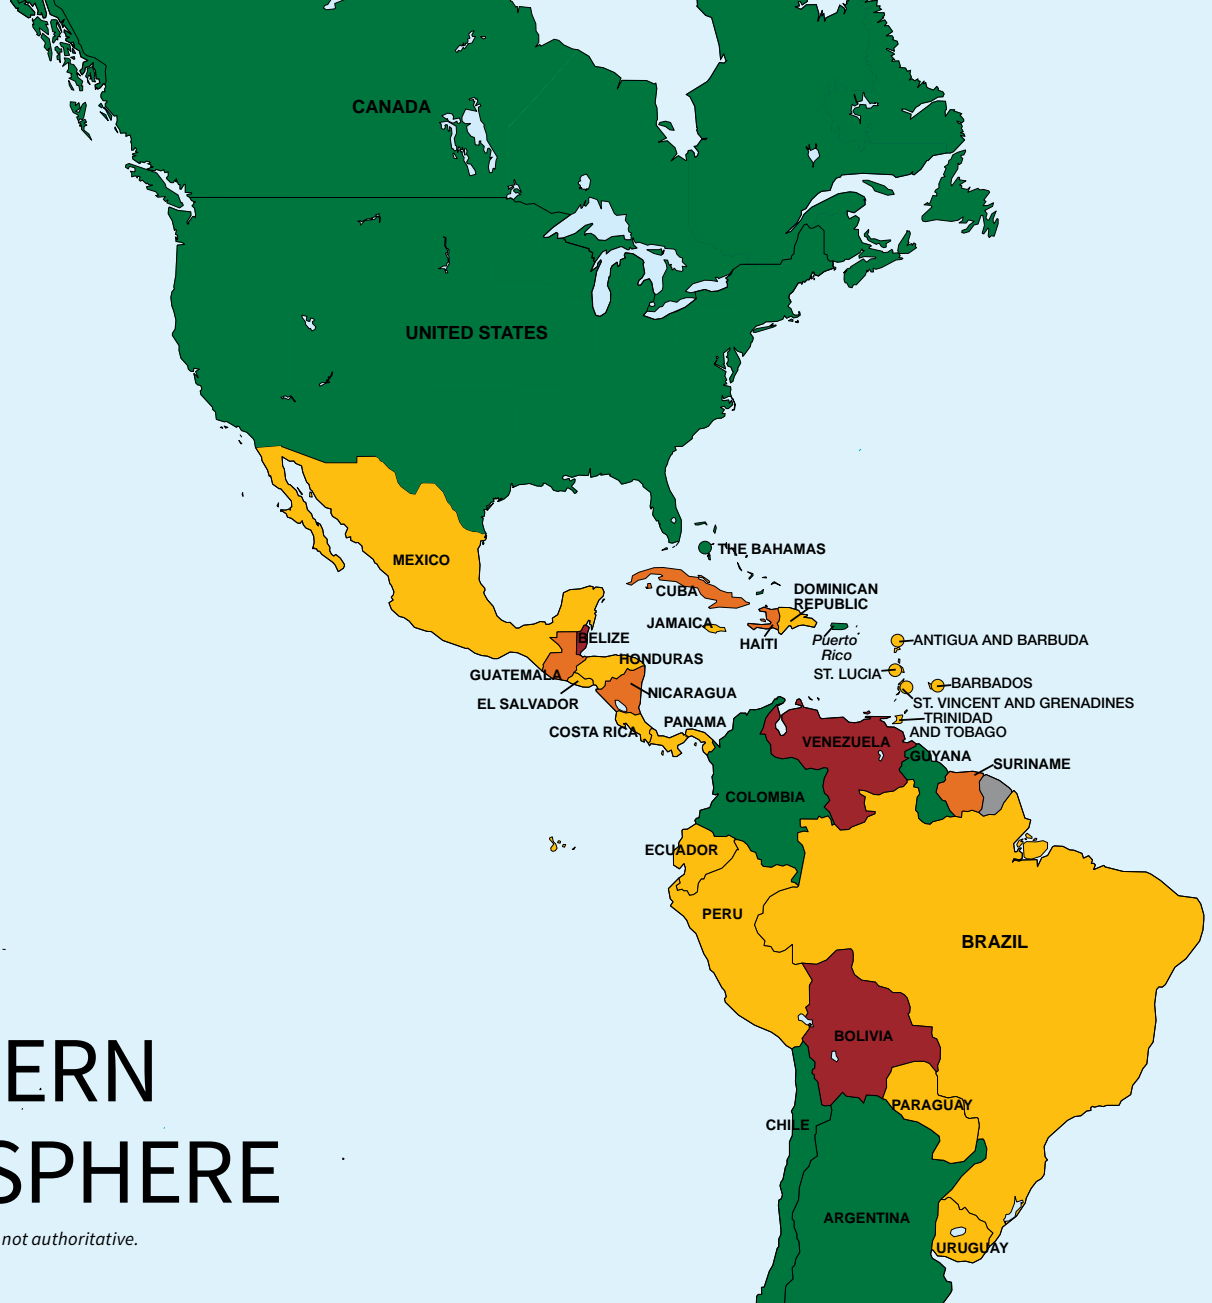 CANADA
UNITED STATES
MEXICO
THE BAHAMAS
CUBA
DOMINICAN
REPUBLIC
JAMAICA
HAITI
Puerto
Rico
BELIZE
ANTIGUA AND BARBUDA
HONDURAS
GUATEMALA
ST. LUCIA
BARBADOS
NICARAGUA
EL SALVADOR
ST. VINCENT AND GRENADINES
COSTA RICA
PANAMA
TRINIDAD
AND TOBAGO
VENEZUELA
GUYANA
SURINAME
COLOMBIA
ECUADOR
PERU
BRAZIL
BOLIVIA
PARAGUAY
CHILE
ARGENTINA
URUGUAY
ERN
SPHERE
not authoritative.